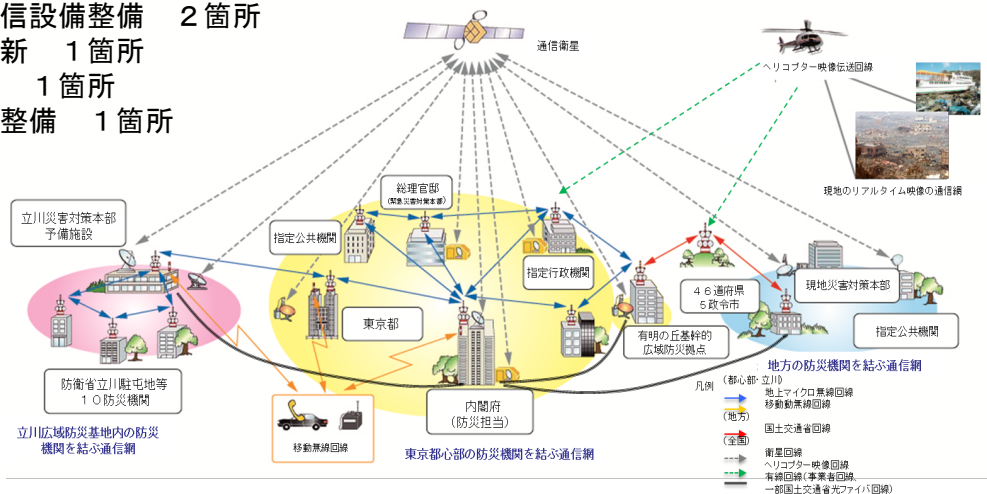 信設備整備　２箇所
新　１箇所
１箇所
整備　１箇所
通信衛星
ヘリコプター映像伝送回線
現地のリアルタイム映像の通信網
立川災害対策本部
予備施設
指定公共機関
総理官邸
(緊急災害対策本部)
指定行政機関
東京都
４６道府県
５政令市
現地災害対策本部
指定公共機関
有明の丘基幹的
広域防災拠点
防衛省立川駐屯地等
１０防災機関
内閣府
(防災担当)
移動無線回線
立川広域防災基地内の防災
機関を結ぶ通信網
東京都心部の防災機関を結ぶ通信網
地方の防災機関を結ぶ通信網
凡例
(都心部・立川)
地上マイクロ無線回線
移動動無線回線
(地方)
国土交通省回線
(全国)
衛星回線
ヘリコプター映像回線
有線回線(事業者回線、
一部国土交通省光ファイバ回線)